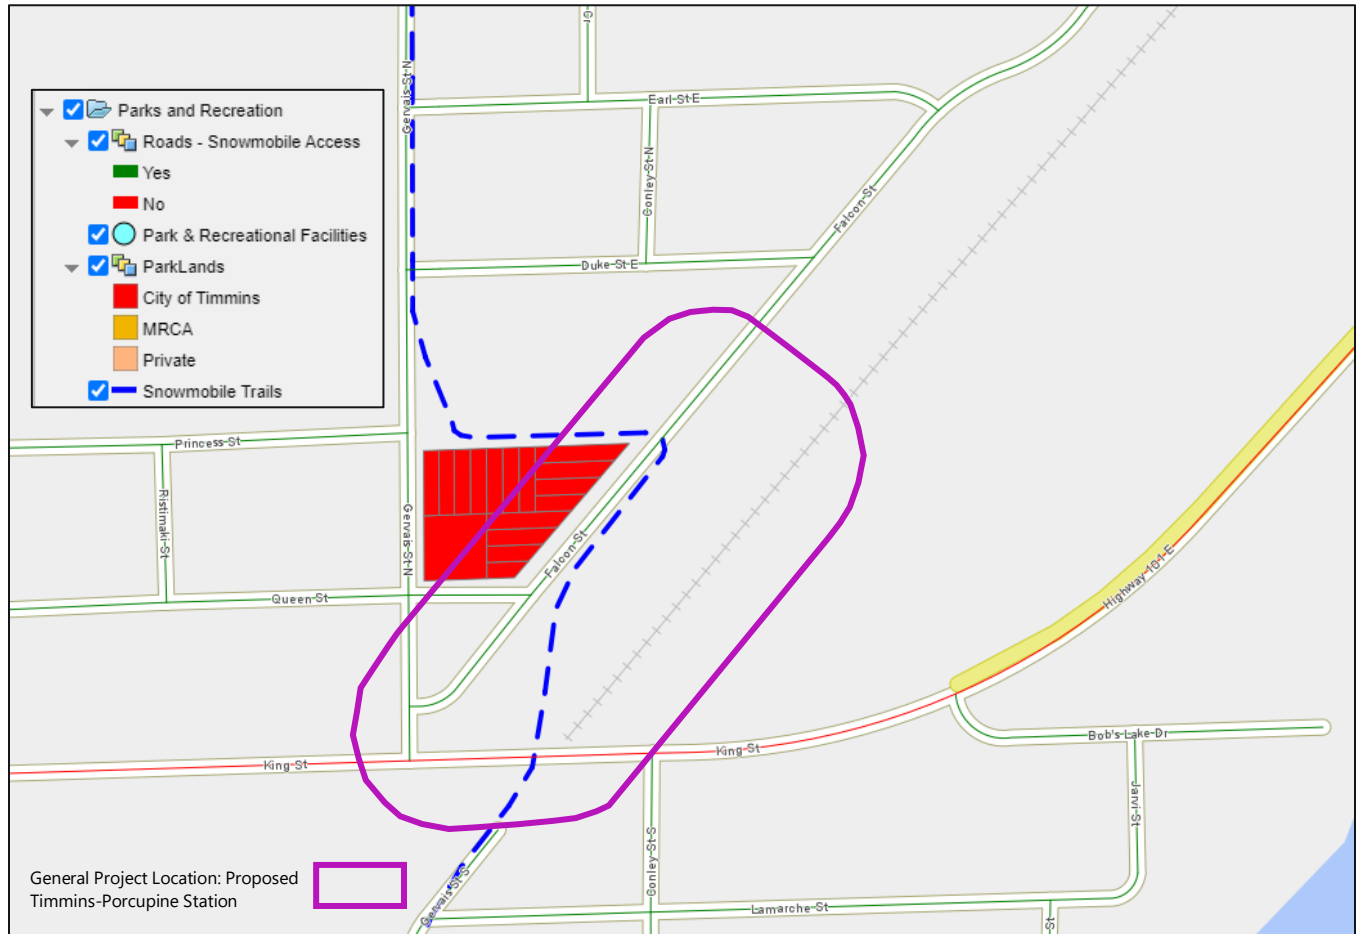 Parks and Recreation
Roads - Snowmobile Access
Yes
No
Park & Recreational Facilities
ParkLands
City of Timmins
MRCA
Private
Snowmobile Trails
Gervais St N
Earl St E
Conley St N
Falcon St
Duke St E
Princess St
Ristimaki St
Gervais St N
Falcon St
Queen St
Highway 101 E
King St
King St
Bob's Lake Dr
Jarvi St
Conley St S
Gervais St S
Lamarche St
St
General Project Location: Proposed
Timmins-Porcupine Station